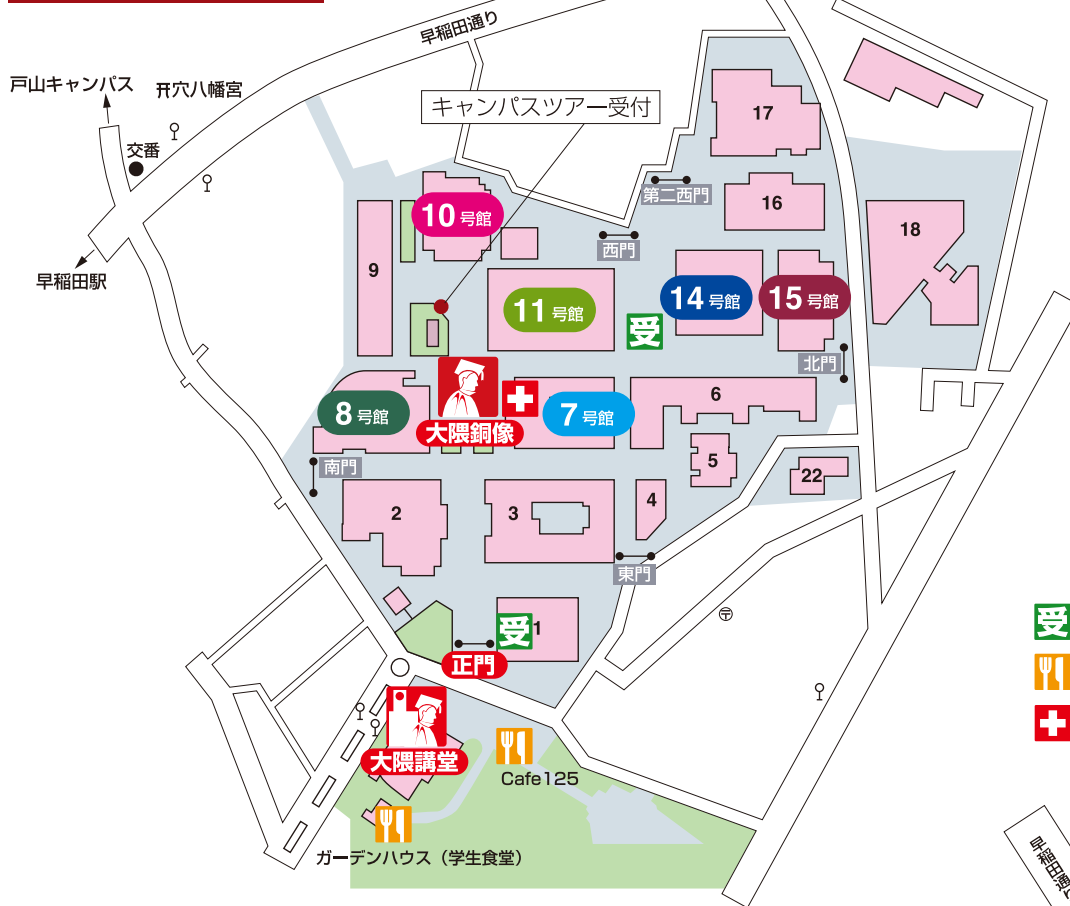 早稲田通り
戸山キャンパス
穴八幡宮
キャンパスツアー受付
17
交番
第二西門
16
10号館
18
西門
9
早稲田駅
14号館
15号館
11号館
受
北門
6
8号館
7号館
大隈銅像
5
南門
22
4
2
3
東門
受
1
〒
受
正門
大隈講堂
Cafe125
早稲田通り
ガーデンハウス（学生食堂）